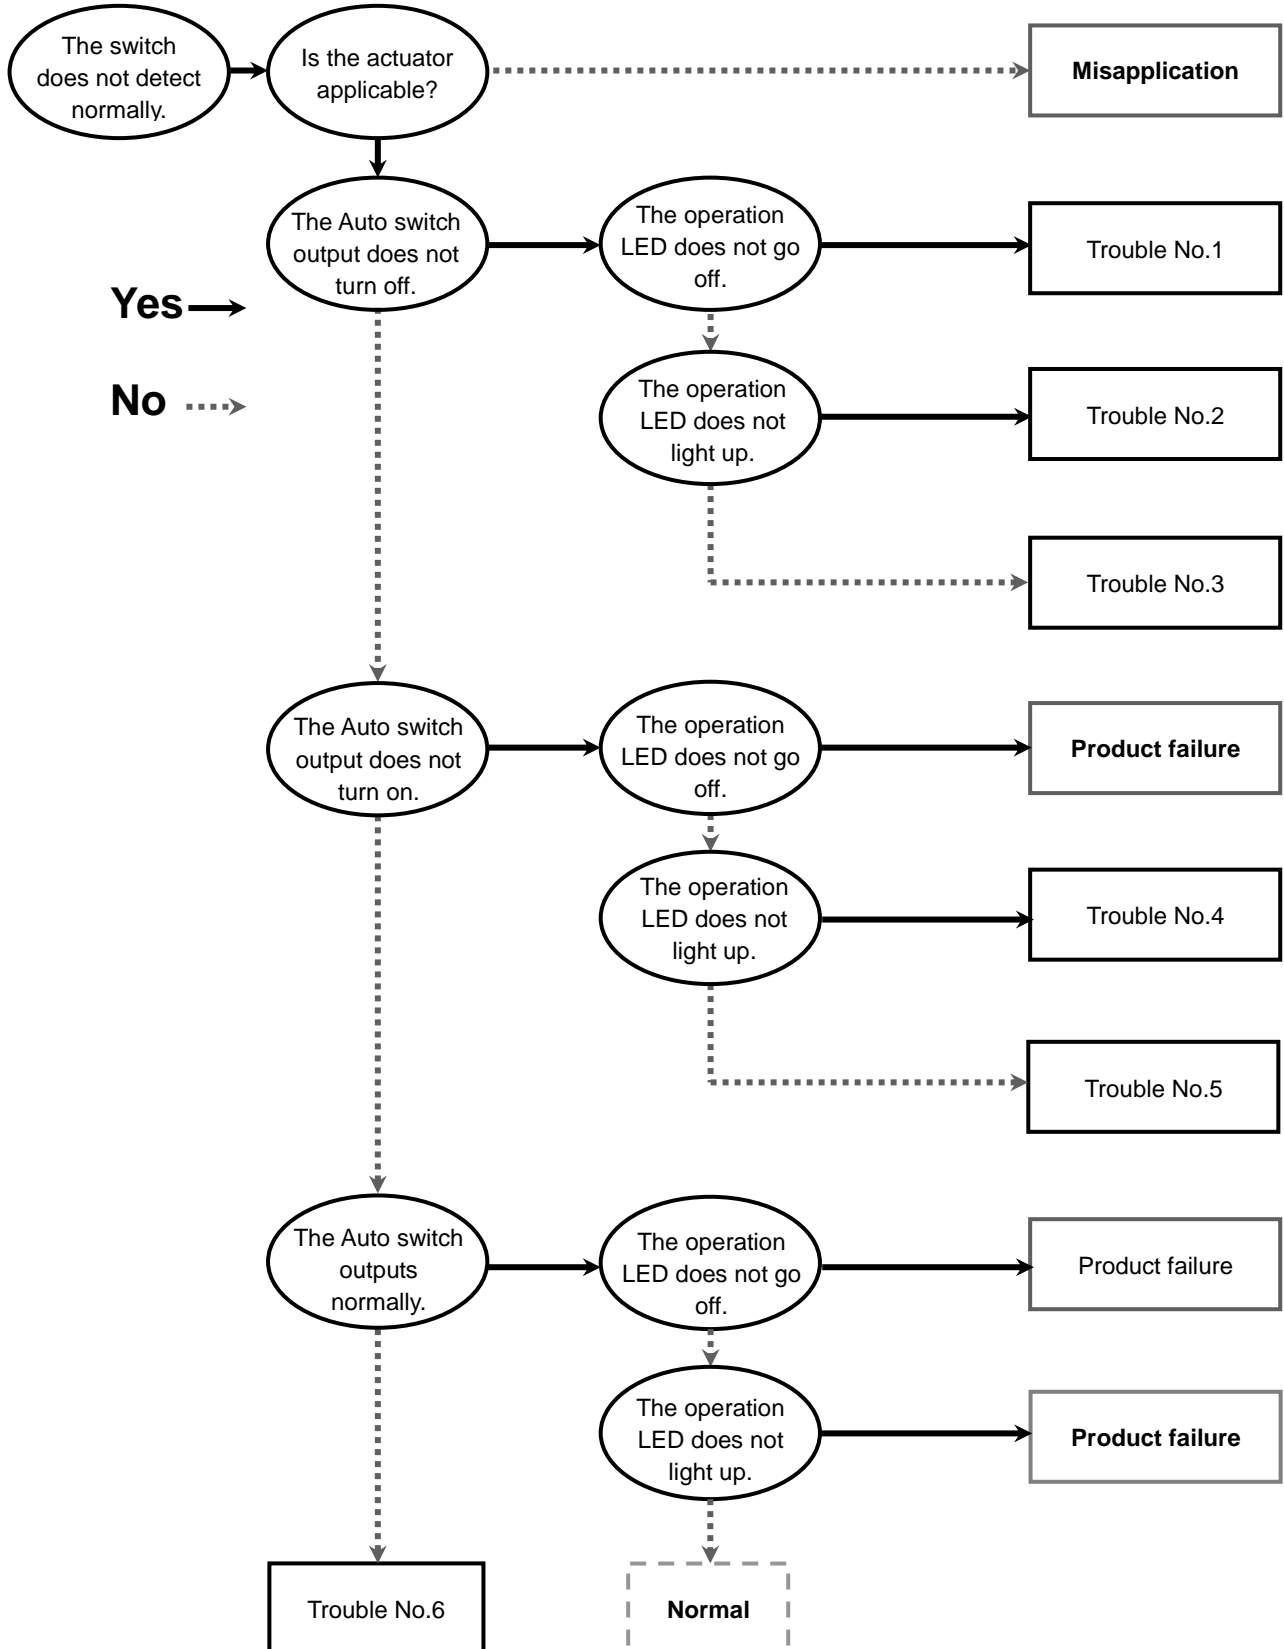 The switch
does not detect
normally.
Is the actuator
applicable?
Misapplication
The Auto switch
output does not
turn off.
The operation
LED does not go
off.
Trouble No.1
Yes
No
The operation
LED does not
light up.
Trouble No.2
Trouble No.3
The Auto switch
output does not
turn on.
The operation
LED does not go
off.
Product failure
The operation
LED does not
light up.
Trouble No.4
Trouble No.5
The Auto switch
outputs
normally.
The operation
LED does not go
off.
Product failure
The operation
LED does not
light up.
Product failure
Trouble No.6
Normal